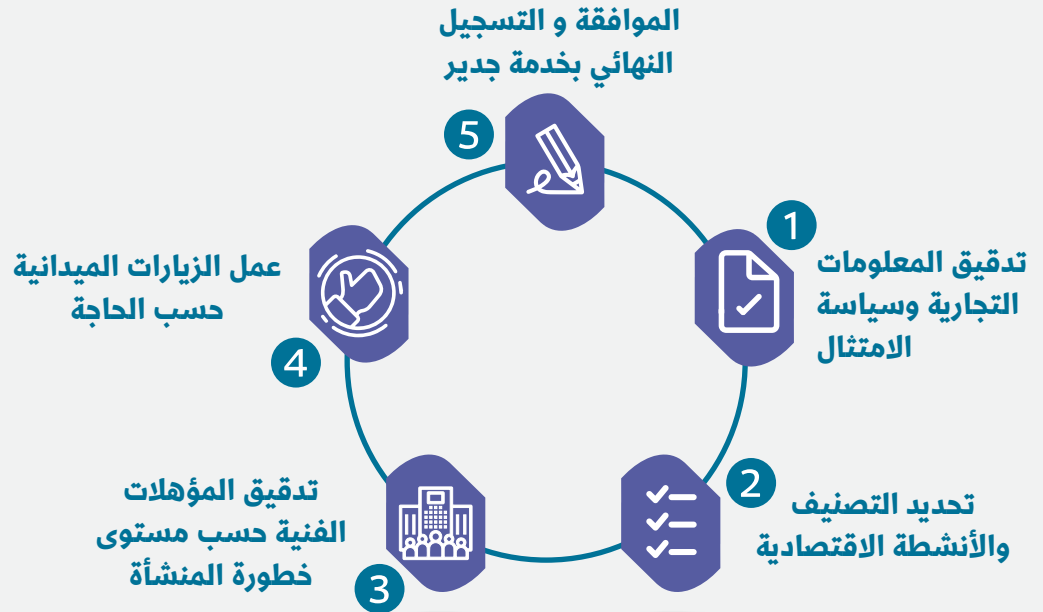 1
تدقيق المعلومات
التجارية وسياسة
الامتثال
2
تحديد التصنيف
والأنشطة الاقتصادية
3
تدقيق المؤهلات
الفنية حسب مستوى
خطورة المنشأة
4
عمل الزيارات الميدانية
حسب الحاجة
5
الموافقة و التسجيل
النهائي بخدمة جدير